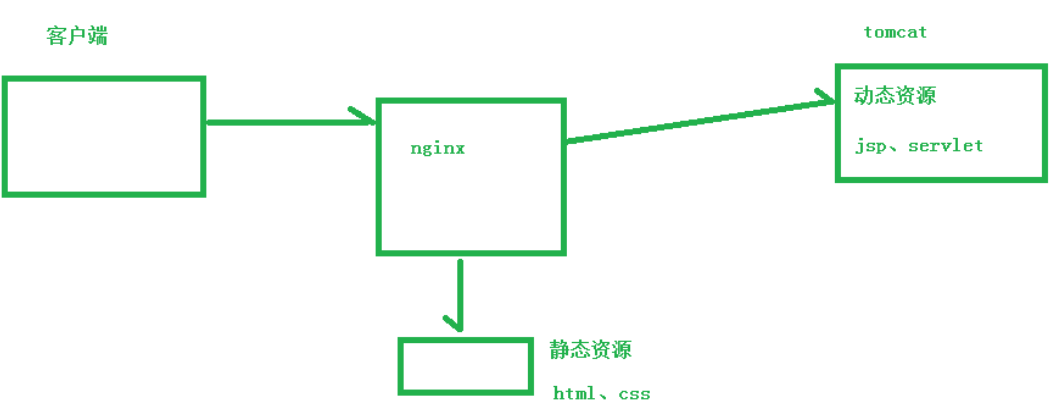 客户端
tomcat
动态资源
jsp、servlet
nginx
静态资源
html、css